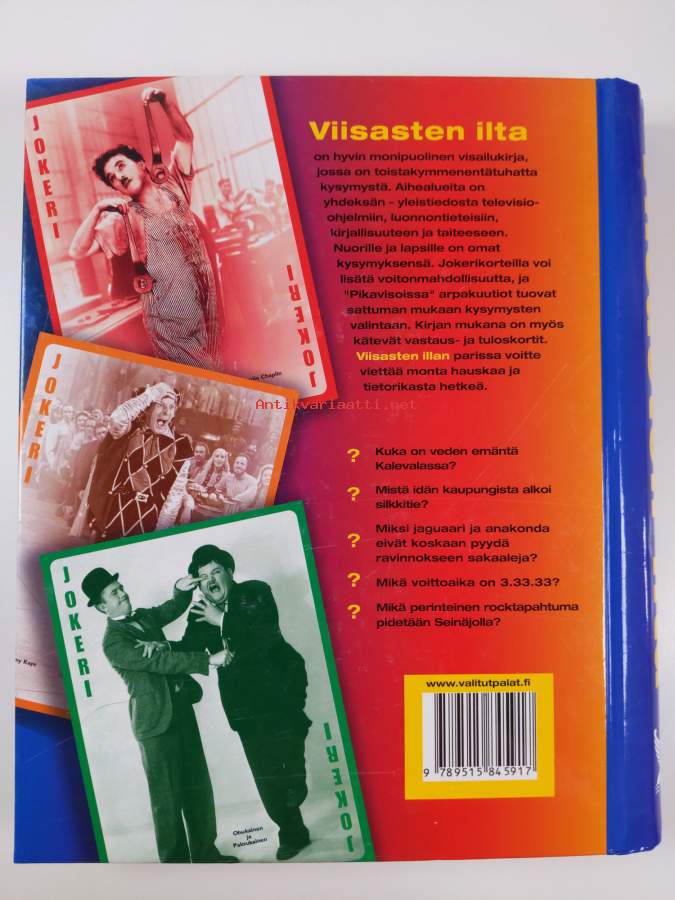 JOKERI
Viisasten ilta
on hyvin monipuolinen visailukirja,
jossa on toistakymmenentätuhatta
kysymystä. Aihealueita on
yhdeksän – yleistiedosta televisio-
ohjelmiin, luonnontieteisiin,
kirjallisuuteen ja taiteeseen.
Nuorille ja lapsille on omat
kysymyksensä. Jokerikorteilla voi
lisätä voitonmahdollisuutta, ja
"Pikavisoissa" arpakuutiot tuovat
sattuman mukaan kysymysten
valintaan. Kirjan mukana on myös
kätevät vastaus- ja tuloskortit.
Viisasten illan parissa voitte
viettää monta hauskaa ja
tietorikasta hetkeä.
JOKERI
Chaplin
Antikvariaatti.net
JOKERI
Kaye
? Kuka on veden emäntä
Kalevalassa?
? Mistä idän kaupungista alkoi
silkkitie?
? Miksi jaguaari ja anakonda
eivät koskaan pyydä
ravinnokseen sakaaleja?
? Mikä voittoaika on 3.33.33?
? Mikä perinteinen rocktapahtuma
pidetään Seinäjolla?
JOKERI
JOKERI
Ohukainen
ja
Paksukainen
www.valitutpalat.fi
9 789515 845917